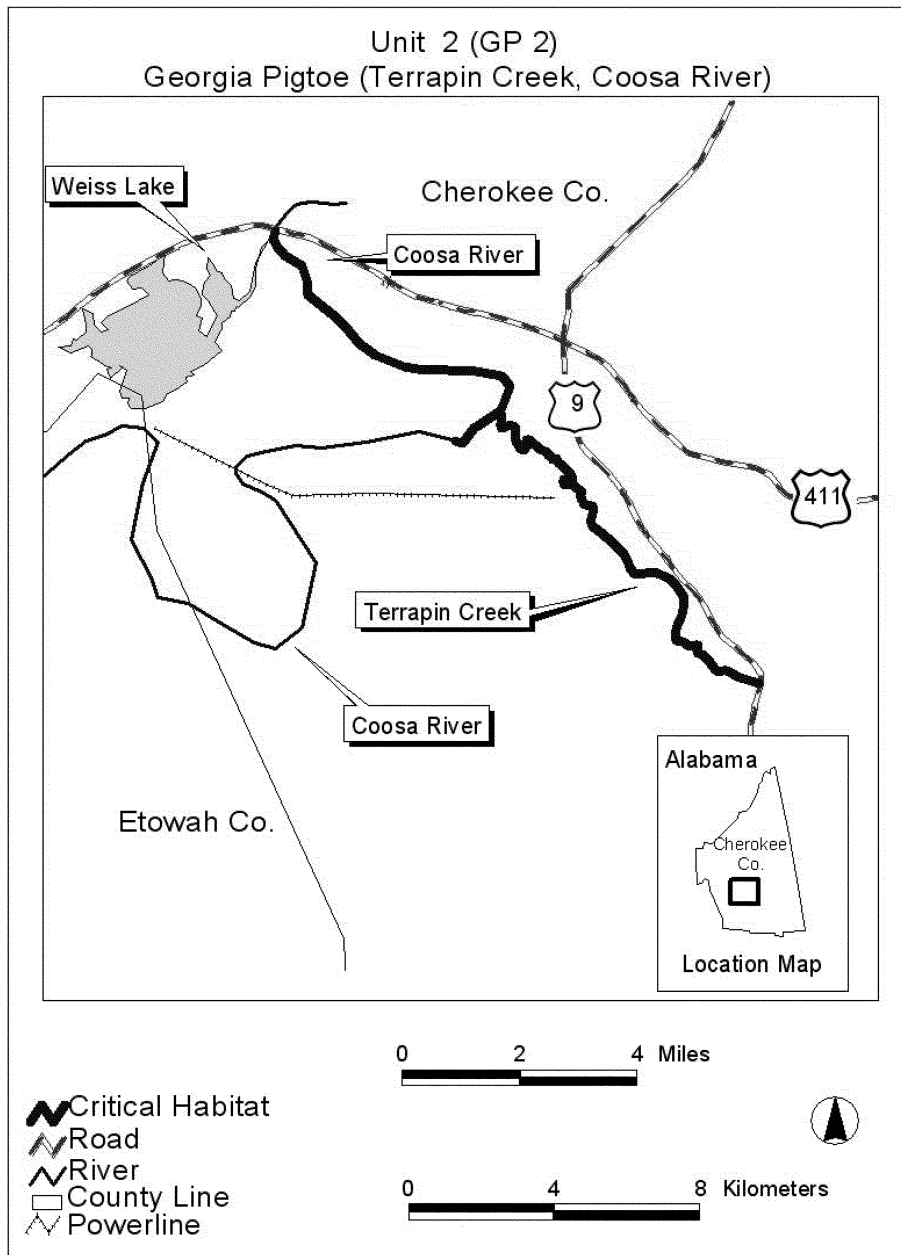 Unit 2 (GP 2)
Georgia Pigtoe (Terrapin Creek, Coosa River)
Weiss Lake
Cherokee Co.
Coosa River
9
411
Terrapin Creek
Coosa River
Etowah Co.
Alabama
Cherokee
Co.
Location Map
0 2 4 Miles
Critical Habitat
Road
River
County Line
Powerline
0 4 8 Kilometers